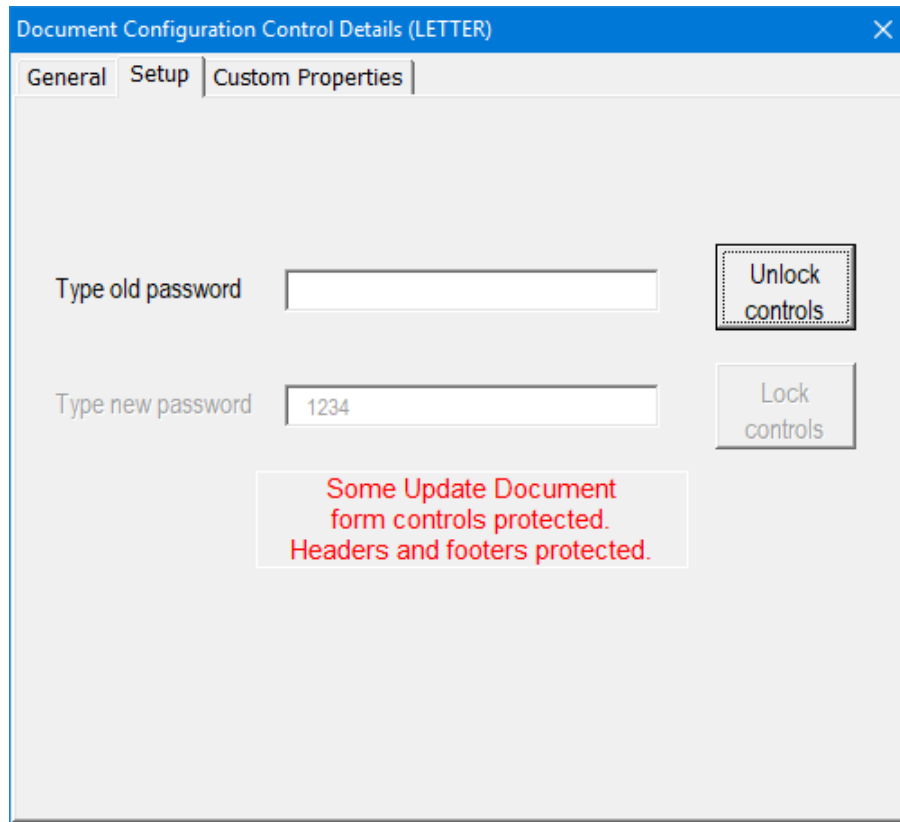 Document Configuration Control Details (LETTER)
General Setup Custom Properties
Type old password
Unlock
controls
Type new password 1234
Lock
controls
Some Update Document
form controls protected.
Headers and footers protected.